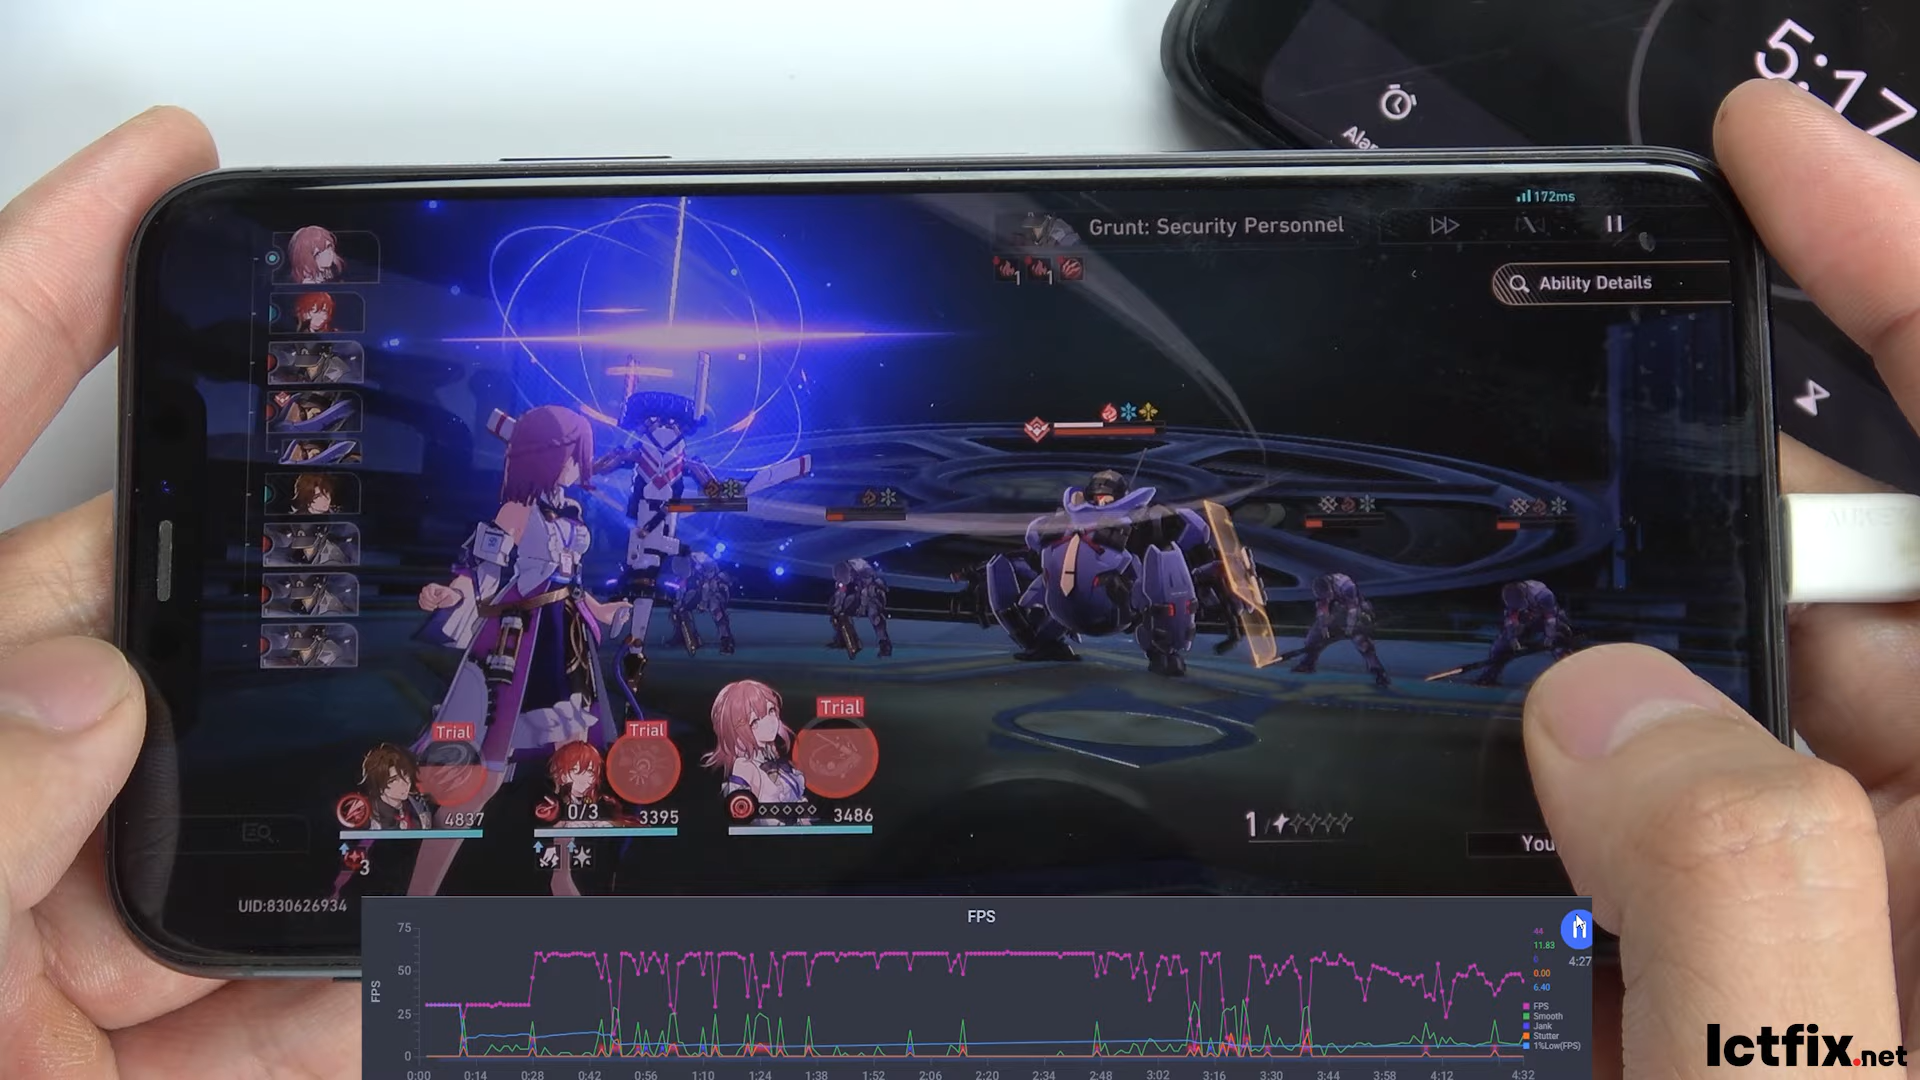 5:17
172ms
Grunt: Security Personnel
1
1
Ability Details
Trial
Trial
Trial
4837
0/3
3395
3486
3
1
You
UID:830626934
FPS
75
50
25
0
FPS
44
11.83
0
0.00
6.40
4:27
FPS
Smooth
Jank
Stutter
1%Low(FPS)
0:00 0:14 0:28 0:42 0:56 1:10 1:24 1:38 1:52 2:06 2:20 2:34 2:48 3:02 3:16 3:30 3:44 3:58 4:12 4:32
Ictfix.net